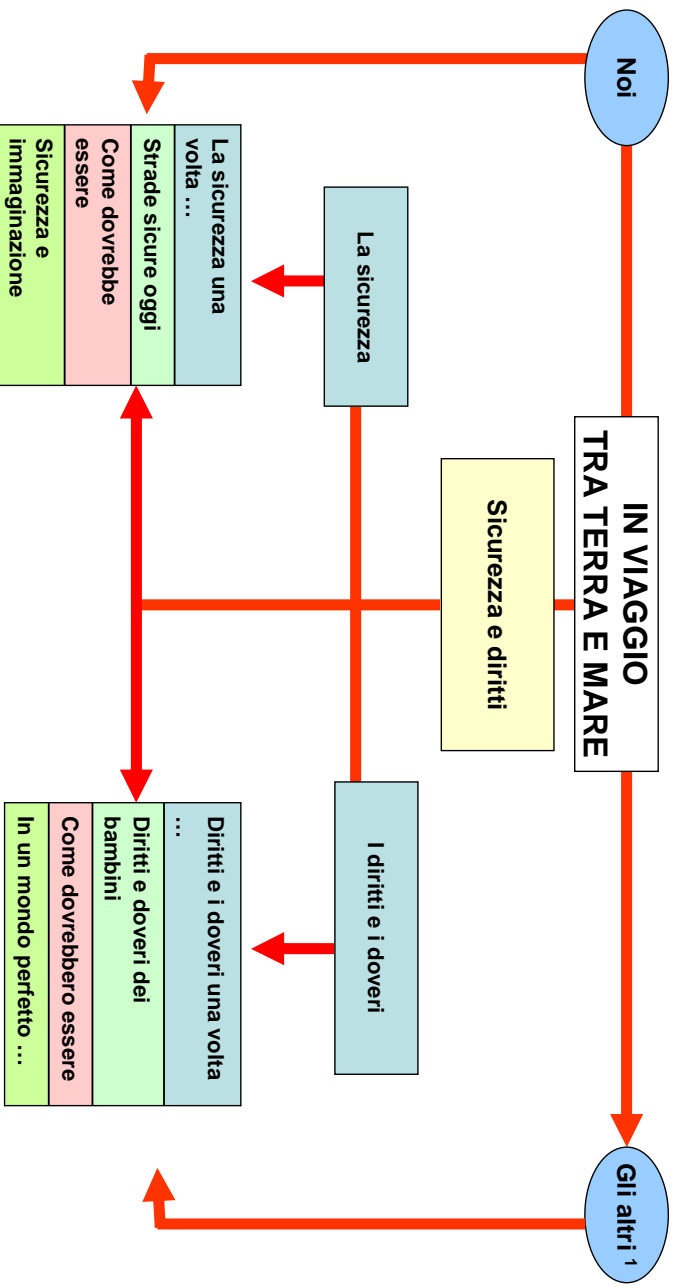 Noi
IN VIAGGIO
TRA TERRA E MARE
Gli altri ¹
Sicurezza e diritti
La sicurezza
I diritti e i doveri
La sicurezza una
volta …
Strade sicure oggi
Come dovrebbe
essere
Sicurezza e
immaginazione
Diritti e i doveri una volta
…
Diritti e doveri dei
bambini
Come dovrebbero essere
In un mondo perfetto …